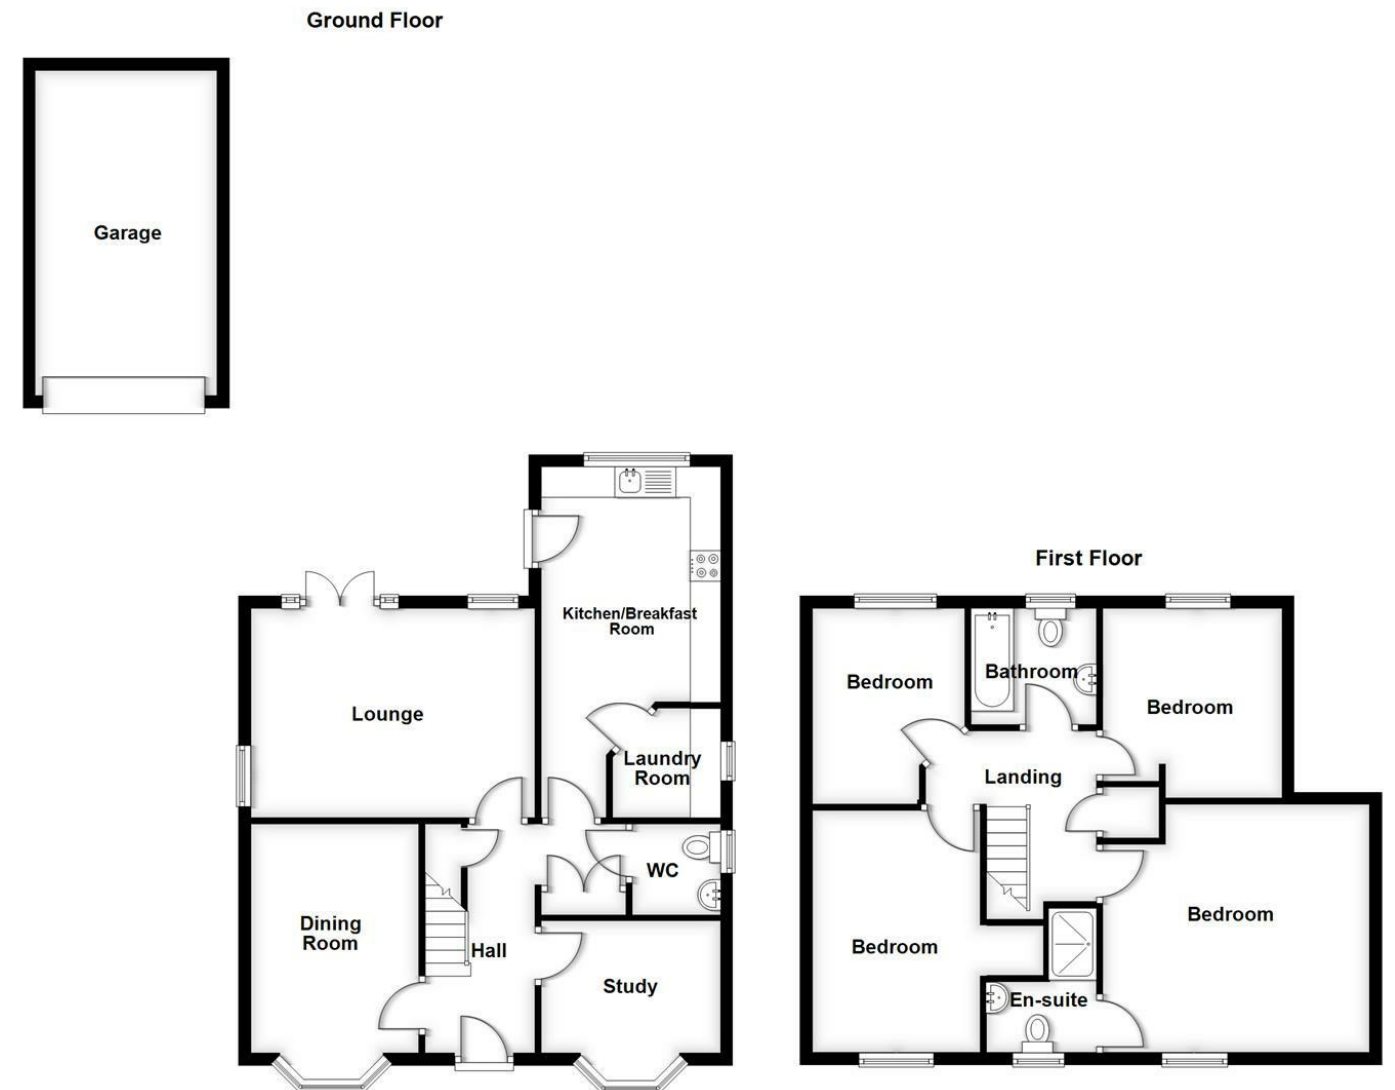 Ground Floor
Garage
Kitchen/Breakfast
Room
Lounge
Laundry
Room
WC
Dining
Room
Hall
Study
First Floor
Bedroom
Bathroom
Bedroom
Landing
Bedroom
Bedroom
En-suite